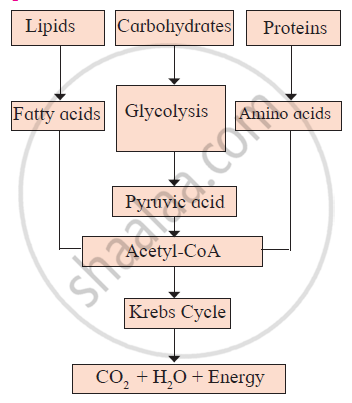 Lipids
Carbohydrates
Proteins
Fatty acids
Glycolysis
Amino acids
Pyruvic acid
Acetyl-CoA
Krebs Cycle
CO₂ + H₂O + Energy
shaalaa.com